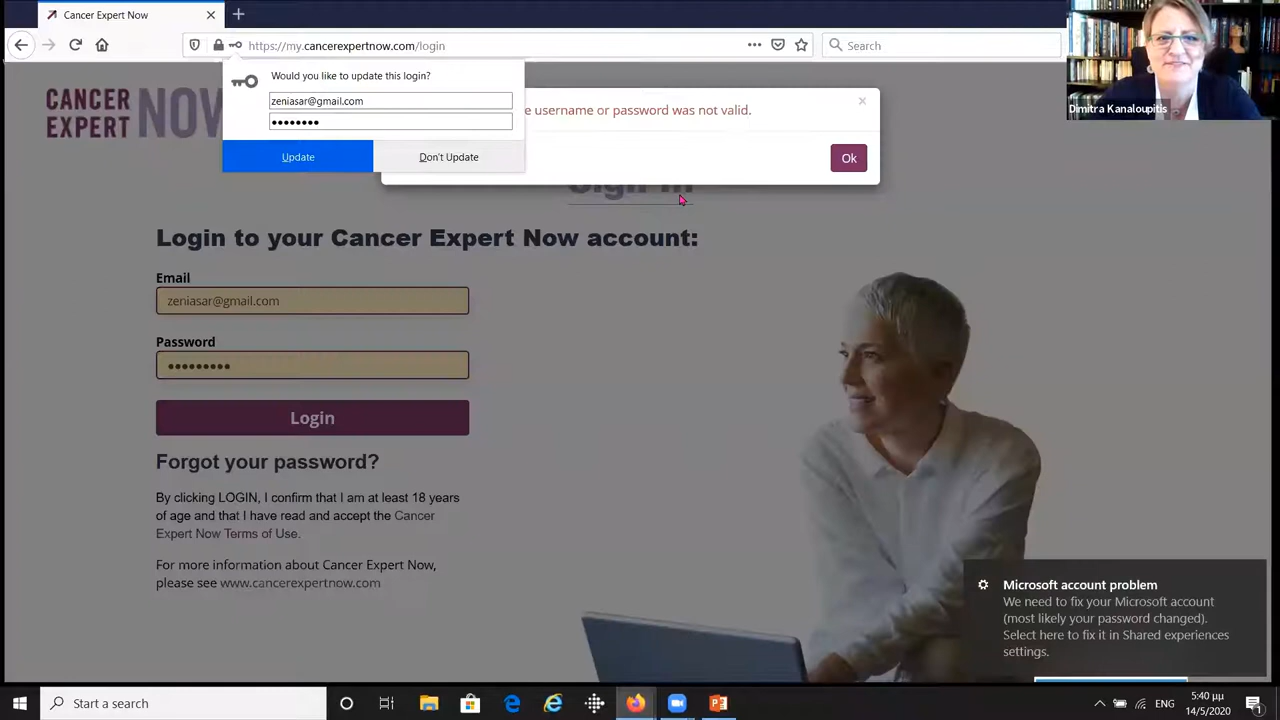 Cancer Expert Now
https://my.cancerexpertnow.com/login
Search
Dimitra Kanaloupitis
Would you like to update this login?
zeniasar@gmail.com
Update
Don't Update
username or password was not valid.
Ok
CANCER
EXPERT NOW
Sign In
Login to your Cancer Expert Now account:
Email
zeniasar@gmail.com
Password
Login
Forgot your password?
By clicking LOGIN, I confirm that I am at least 18 years
of age and that I have read and accept the Cancer
Expert Now Terms of Use.
For more information about Cancer Expert Now,
please see www.cancerexpertnow.com
Microsoft account problem
We need to fix your Microsoft account
(most likely your password changed).
Select here to fix it in Shared experiences
settings.
Start a search
ENG
5:40 μμ
14/5/2020
1